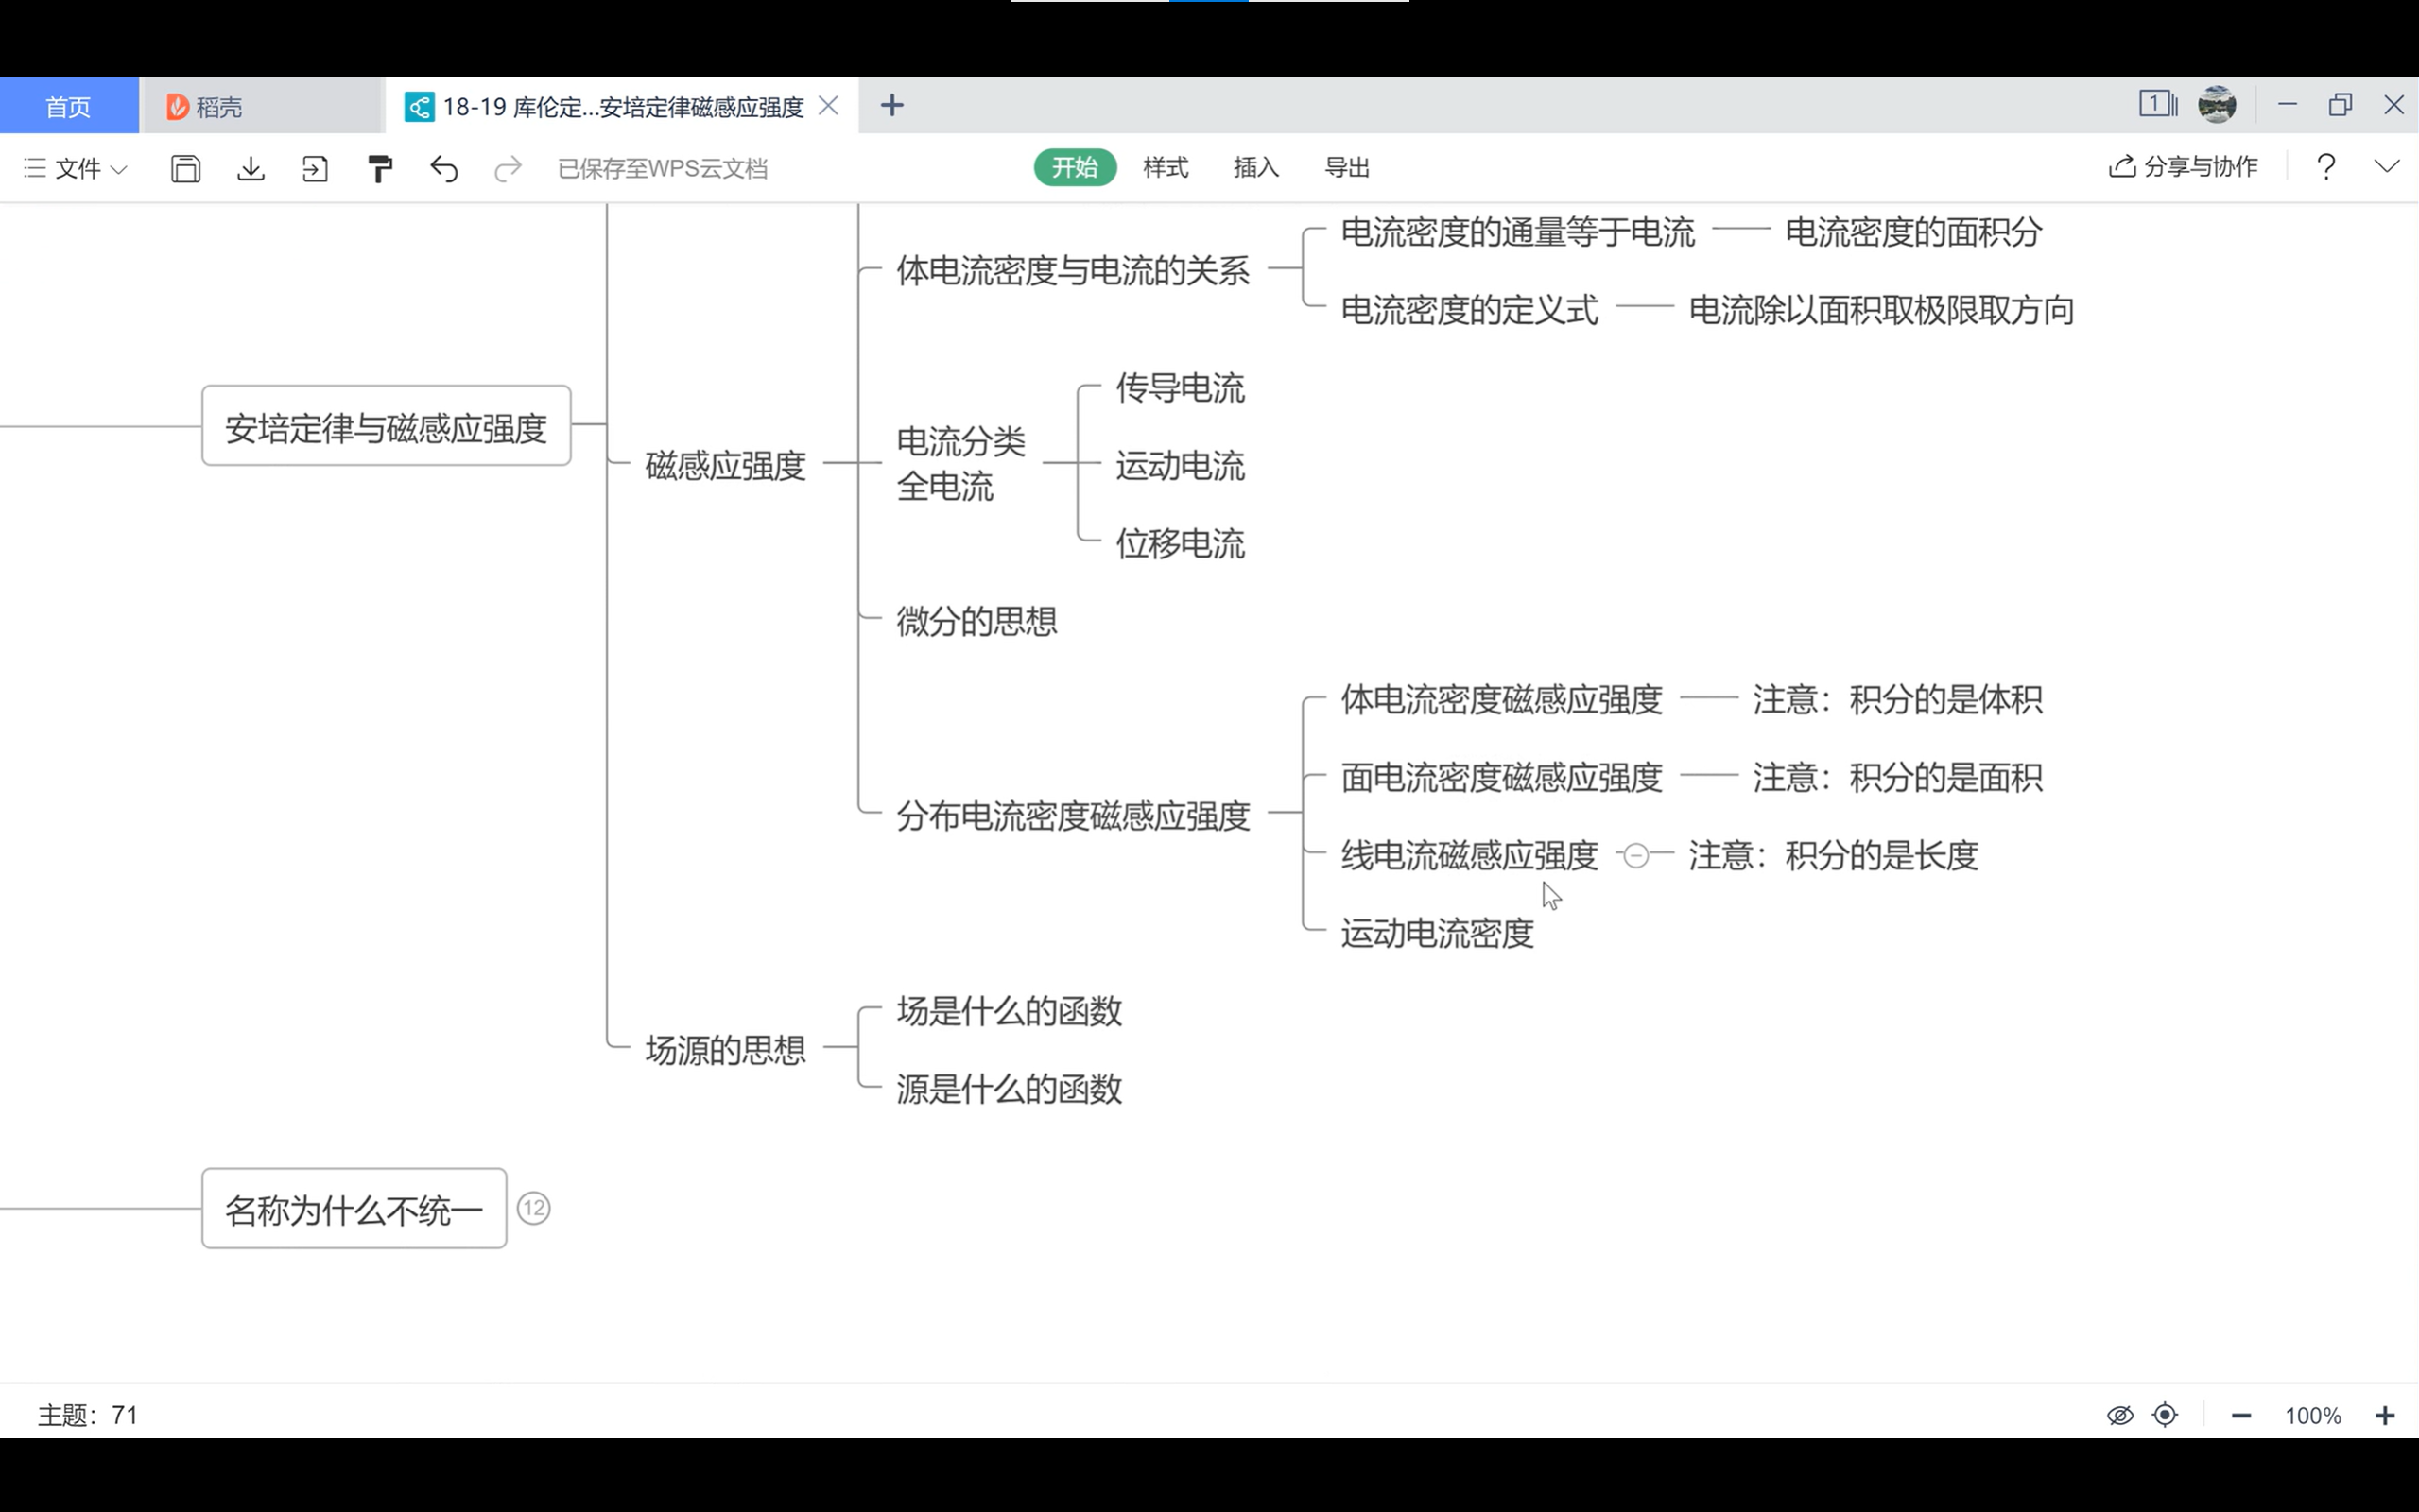 首页
稻壳
18-19 库伦定...安培定律磁感应强度
1
文件
已保存至WPS云文档
开始
样式
插入
导出
分享与协作
体电流密度与电流的关系
电流密度的通量等于电流
电流密度的面积分
电流密度的定义式
电流除以面积取极限取方向
安培定律与磁感应强度
磁感应强度
电流分类
全电流
传导电流
运动电流
位移电流
微分的思想
分布电流密度磁感应强度
体电流密度磁感应强度
注意：积分的是体积
面电流密度磁感应强度
注意：积分的是面积
线电流磁感应强度
注意：积分的是长度
运动电流密度
场源的思想
场是什么的函数
源是什么的函数
名称为什么不统一
12
主题：71
100%